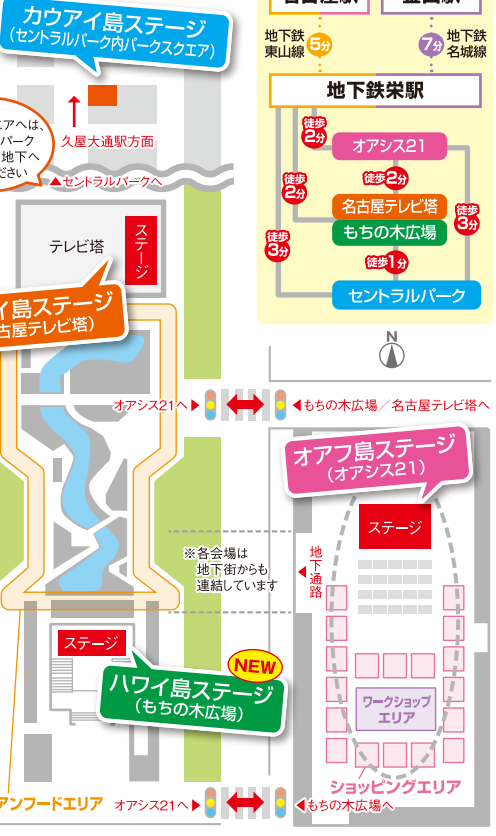 カウアイ島ステージ
（セントラルパーク内パークスクエア）
久屋大通駅方面
エアへは、
パーク
地下へ
ださい
▲セントラルパークへ
テレビ塔
ステージ
イ島ステージ
古屋テレビ塔）
地下鉄
東山線
5分
7分
地下鉄
名城線
地下鉄栄駅
徒歩
2分
オアシス21
徒歩2分
徒歩
2分
名古屋テレビ塔
もちの木広場
徒歩
3分
徒歩
3分
徒歩1分
セントラルパーク
N
オアシス21へ▶
◀もちの木広場／名古屋テレビ塔へ
オアフ島ステージ
（オアシス21）
ステージ
※各会場は
地下街からも
連結しています
◀地下通路
ステージ
NEW
ハワイ島ステージ
（もちの木広場）
ワークショップ
エリア
ショッピングエリア
アンフードエリア
オアシス21へ▶
◀もちの木広場へ